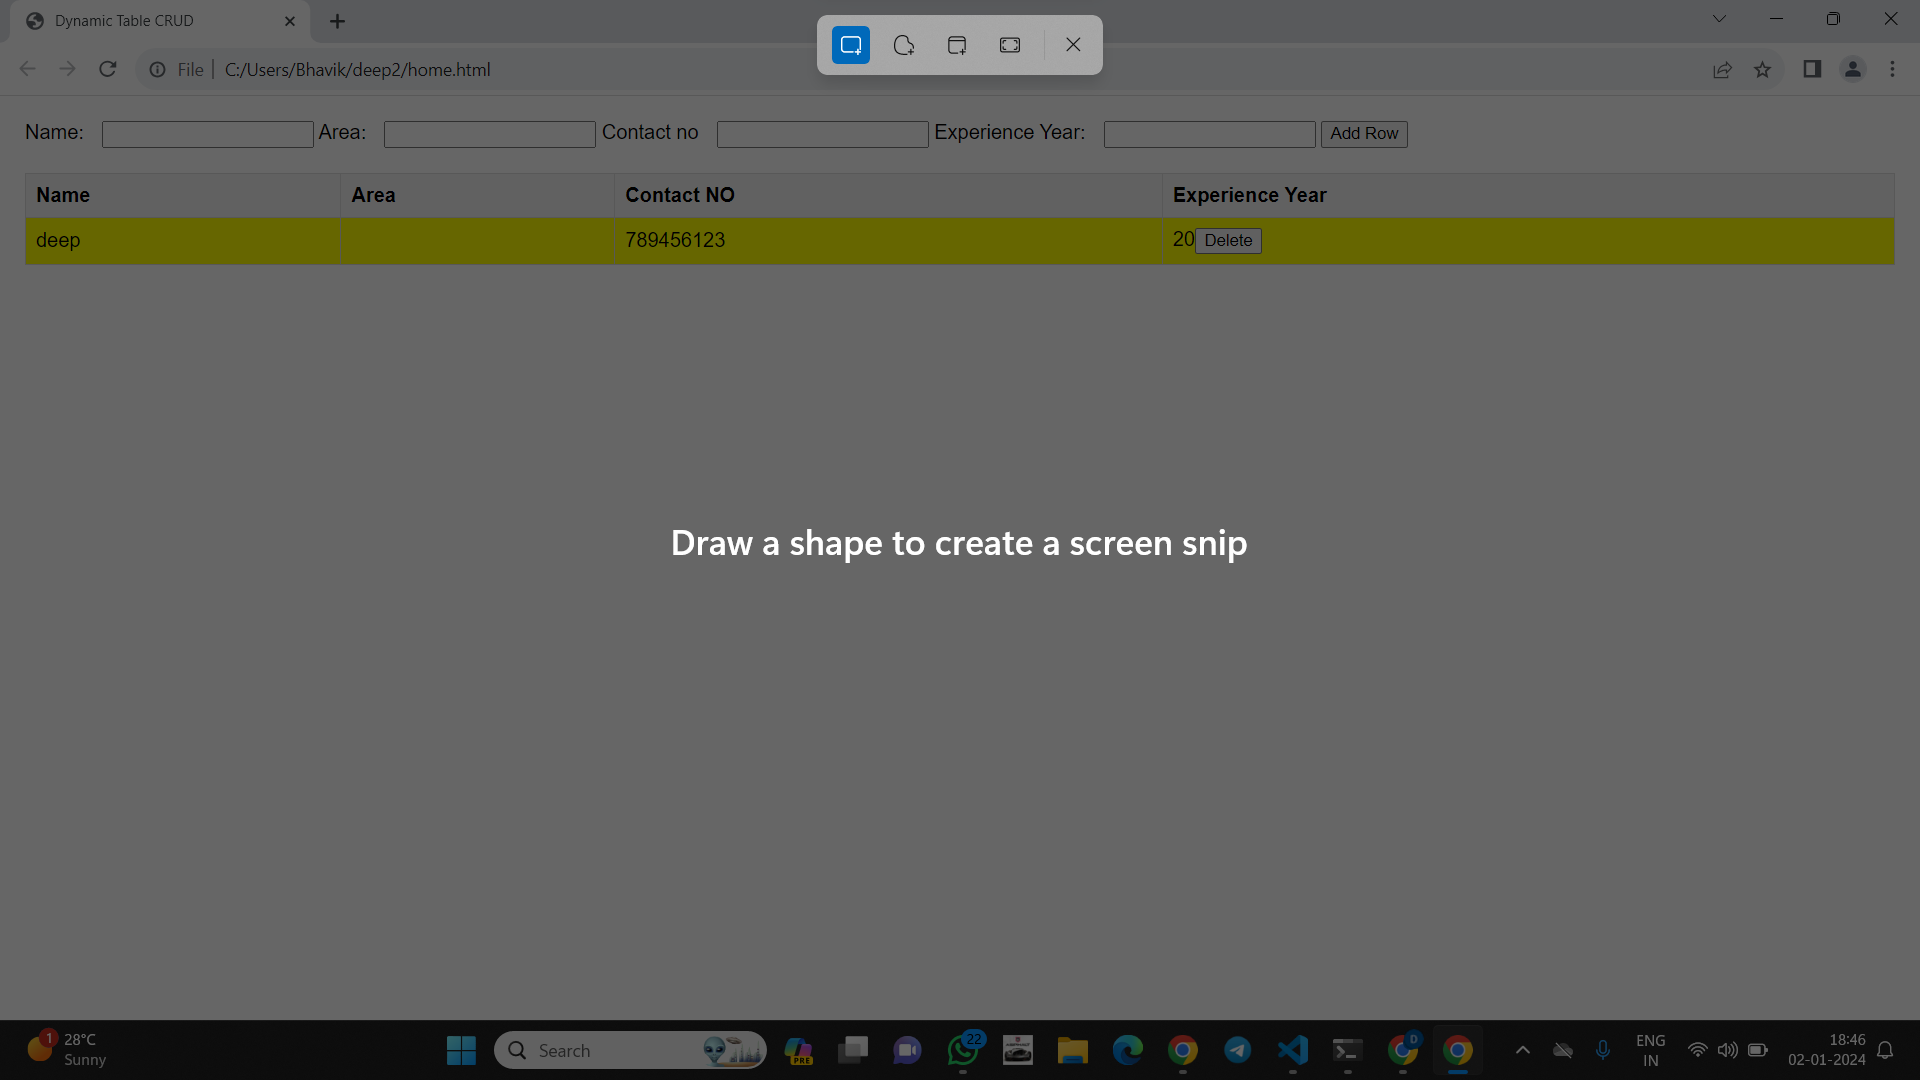 Dynamic Table CRUD
File C:/Users/Bhavik/deep2/home.html
Name: Area: Contact no Experience Year: Add Row
Name Area Contact NO Experience Year
deep 789456123 20 Delete
Draw a shape to create a screen snip
1 28°C
Sunny
Search
PRE
22
D
ENG
IN
18:46
02-01-2024